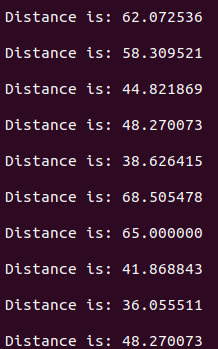 Distance is: 62.072536
Distance is: 58.309521
Distance is: 44.821869
Distance is: 48.270073
Distance is: 38.626415
Distance is: 68.505478
Distance is: 65.000000
Distance is: 41.868843
Distance is: 36.055511
Distance is: 48.270073